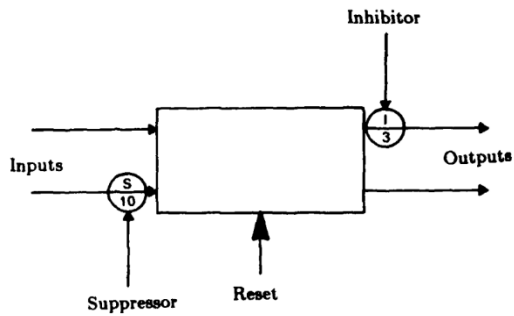 Inhibitor
I
3
Inputs
Outputs
S
10
Suppressor
Reset